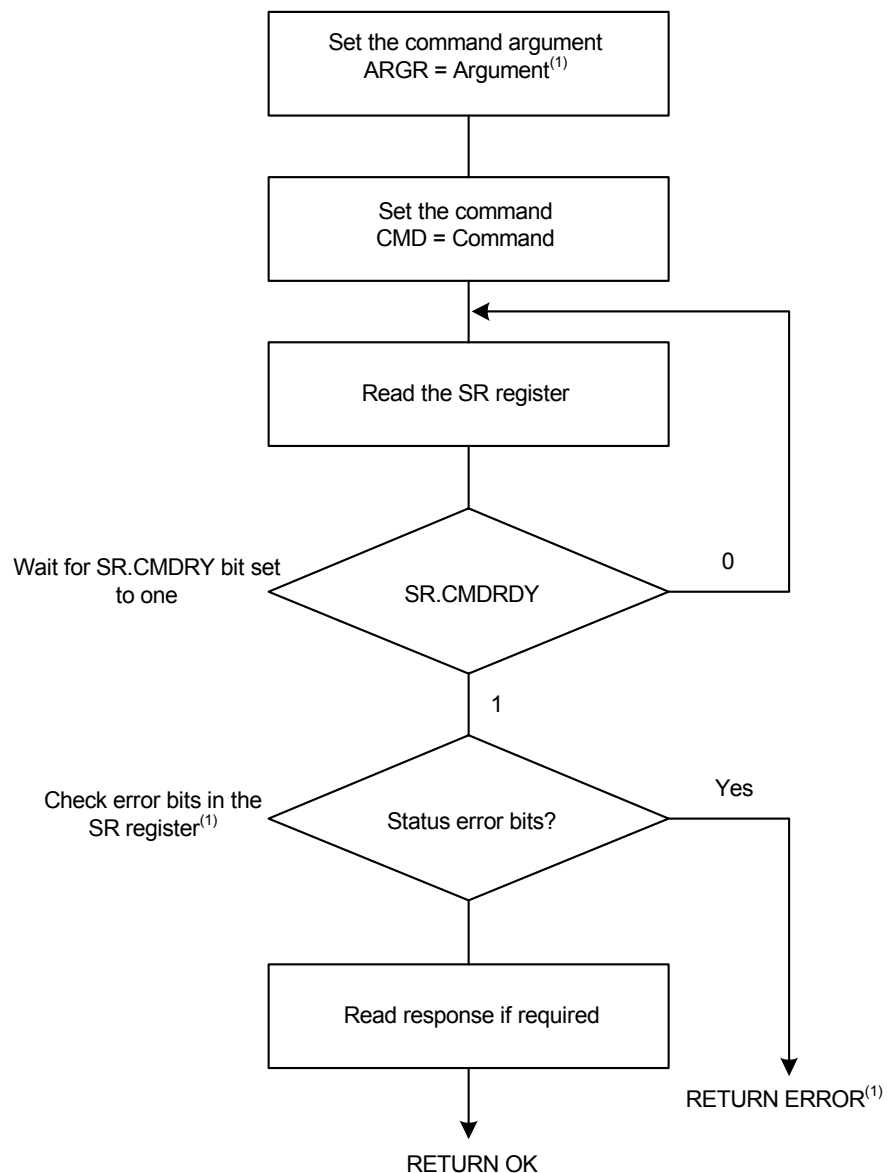 Set the command argument
ARGR = Argument(1)
Set the command
CMD = Command
Read the SR register
Wait for SR.CMDRY bit set
to one
SR.CMDRDY
0
1
Check error bits in the
SR register(1)
Status error bits?
Yes
Read response if required
RETURN ERROR(1)
RETURN OK